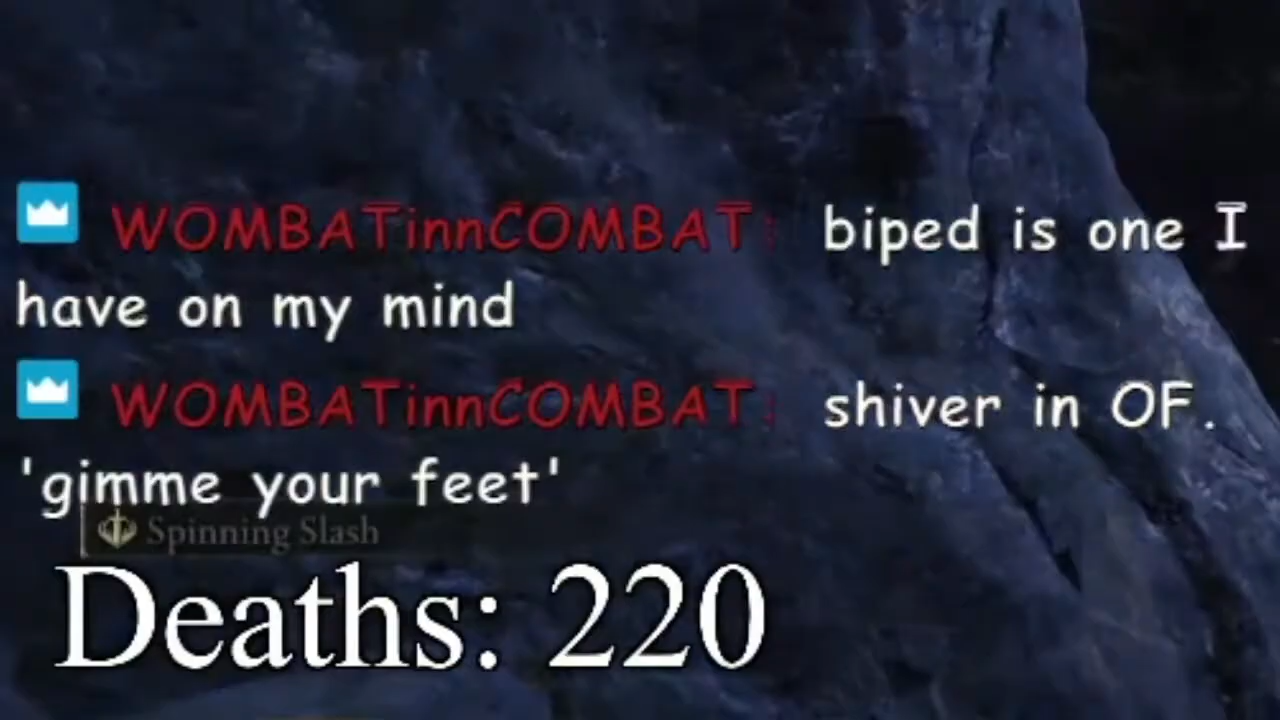 WOMBATinnCOMBAT: biped is one I
have on my mind
WOMBATinnCOMBAT: shiver in OF.
'gimme your feet'
Spinning Slash
Deaths: 220